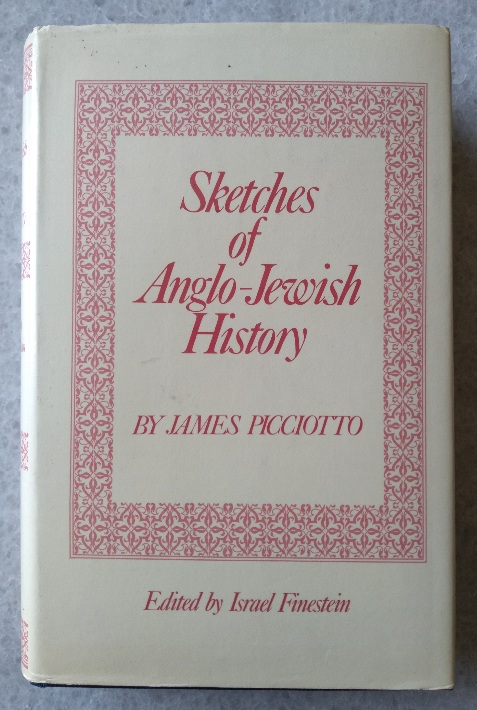 Sketches
of
Anglo-Jewish
History
BY JAMES PICCIOTTO
Edited by Israel Finestein